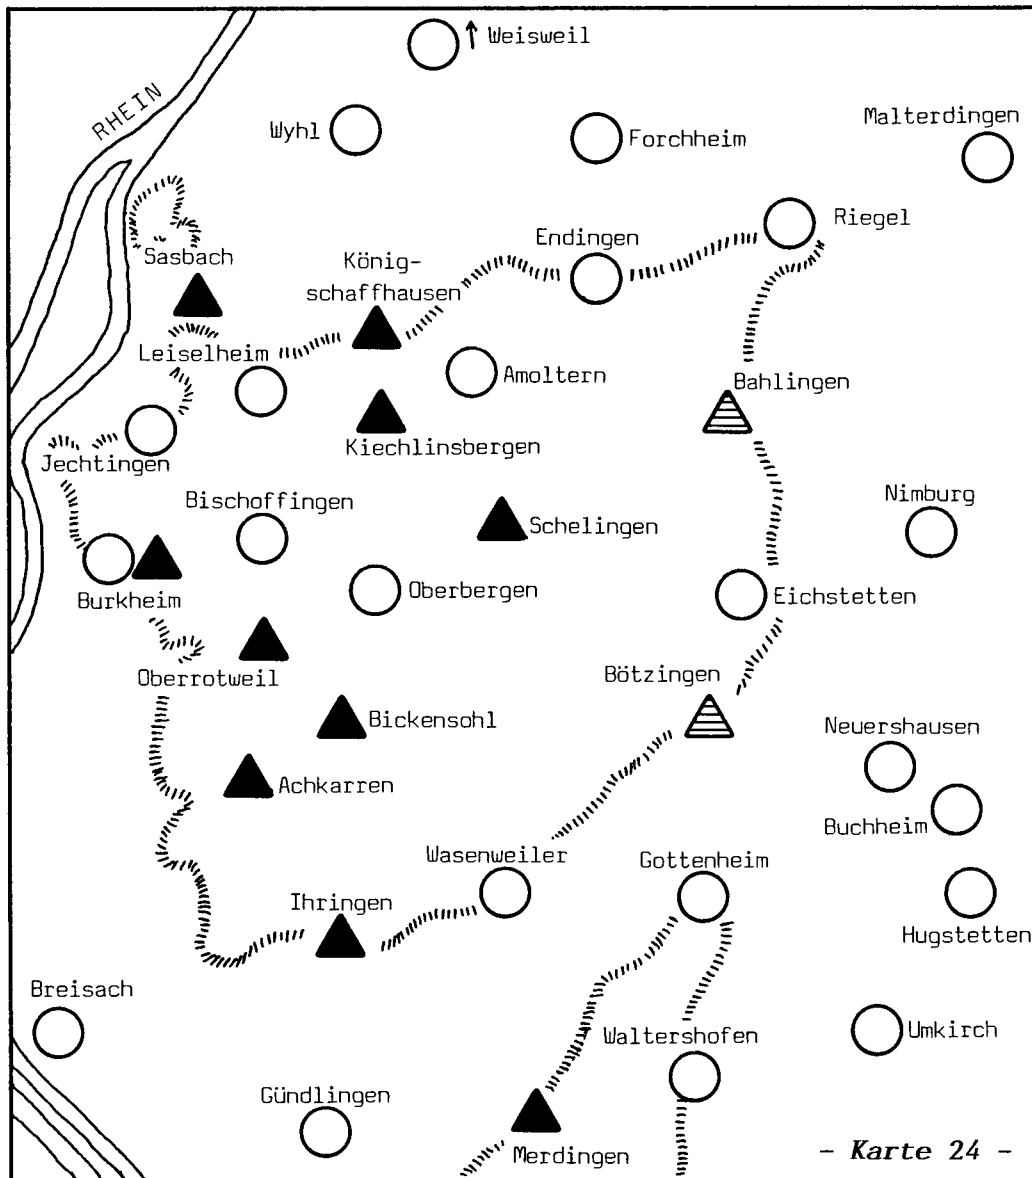 Weisweil
RHEIN
Wyhl
Forchheim
Malterdingen
Riegel
Endingen
Sasbach
König-
schaffhausen
Leiselheim
Amoltern
Bahlingen
Kiechlinsbergen
Jechtingen
Bischoffingen
Schelingen
Nimburg
Burkheim
Oberbergen
Eichstetten
Oberrotweil
Bötzingen
Bickensohl
Neuershausen
Achkarren
Buchheim
Wasenweiler
Gottenheim
Ihringen
Hugstetten
Breisach
Waltershofen
Umkirch
Gündlingen
Merdingen
- Karte 24 -